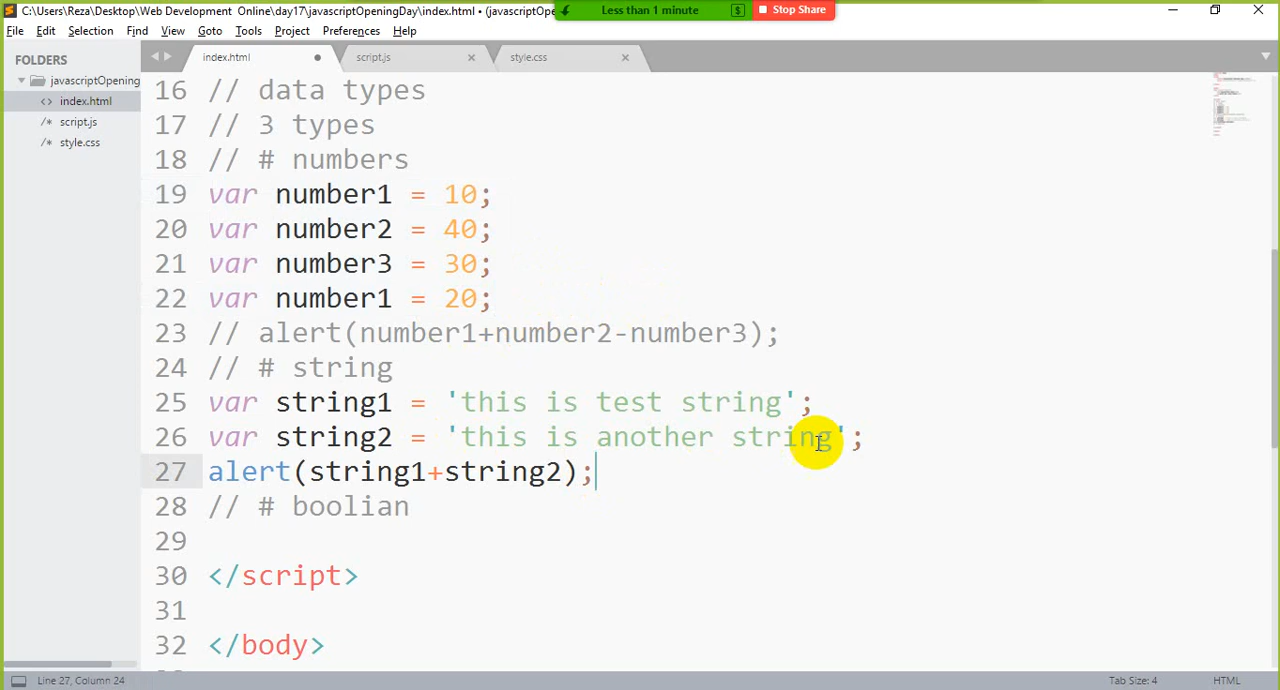 C:\Users\Reza\Desktop\Web Development Online\day17\javascriptOpeningDay\index.html • (javascriptOpe
Less than 1 minute
$
Stop Share
File Edit Selection Find View Goto Tools Project Preferences Help
FOLDERS
javascriptOpening
<> index.html
/* script.js
/* style.css
index.html
script.js
style.css
16 // data types
17 // 3 types
18 // # numbers
19 var number1 = 10;
20 var number2 = 40;
21 var number3 = 30;
22 var number1 = 20;
23 // alert(number1+number2-number3);
24 // # string
25 var string1 = 'this is test string';
26 var string2 = 'this is another string';
27 alert(string1+string2);
28 // # boolian
29
30 </script>
31
32 </body>
Line 27, Column 24
Tab Size: 4
HTML